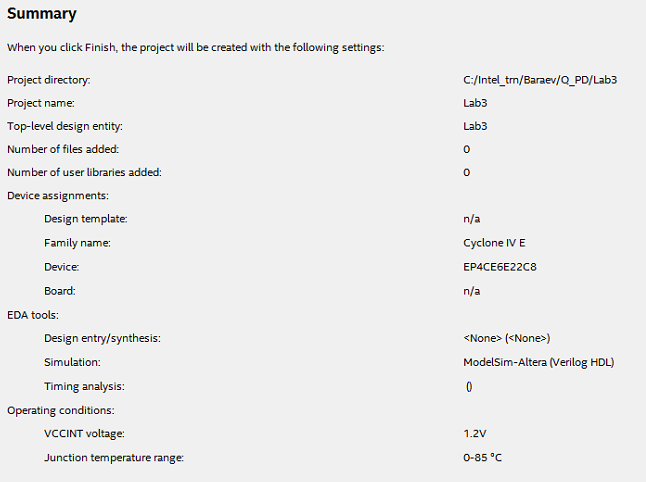 Summary
When you click Finish, the project will be created with the following settings:
Project directory: C:/Intel_trn/Baraev/Q_PD/Lab3
Project name: Lab3
Top-level design entity: Lab3
Number of files added: 0
Number of user libraries added: 0
Device assignments:
Design template: n/a
Family name: Cyclone IV E
Device: EP4CE6E22C8
Board: n/a
EDA tools:
Design entry/synthesis: <None> (<None>)
Simulation: ModelSim-Altera (Verilog HDL)
Timing analysis: ()
Operating conditions:
VCCINT voltage: 1.2V
Junction temperature range: 0-85 °C